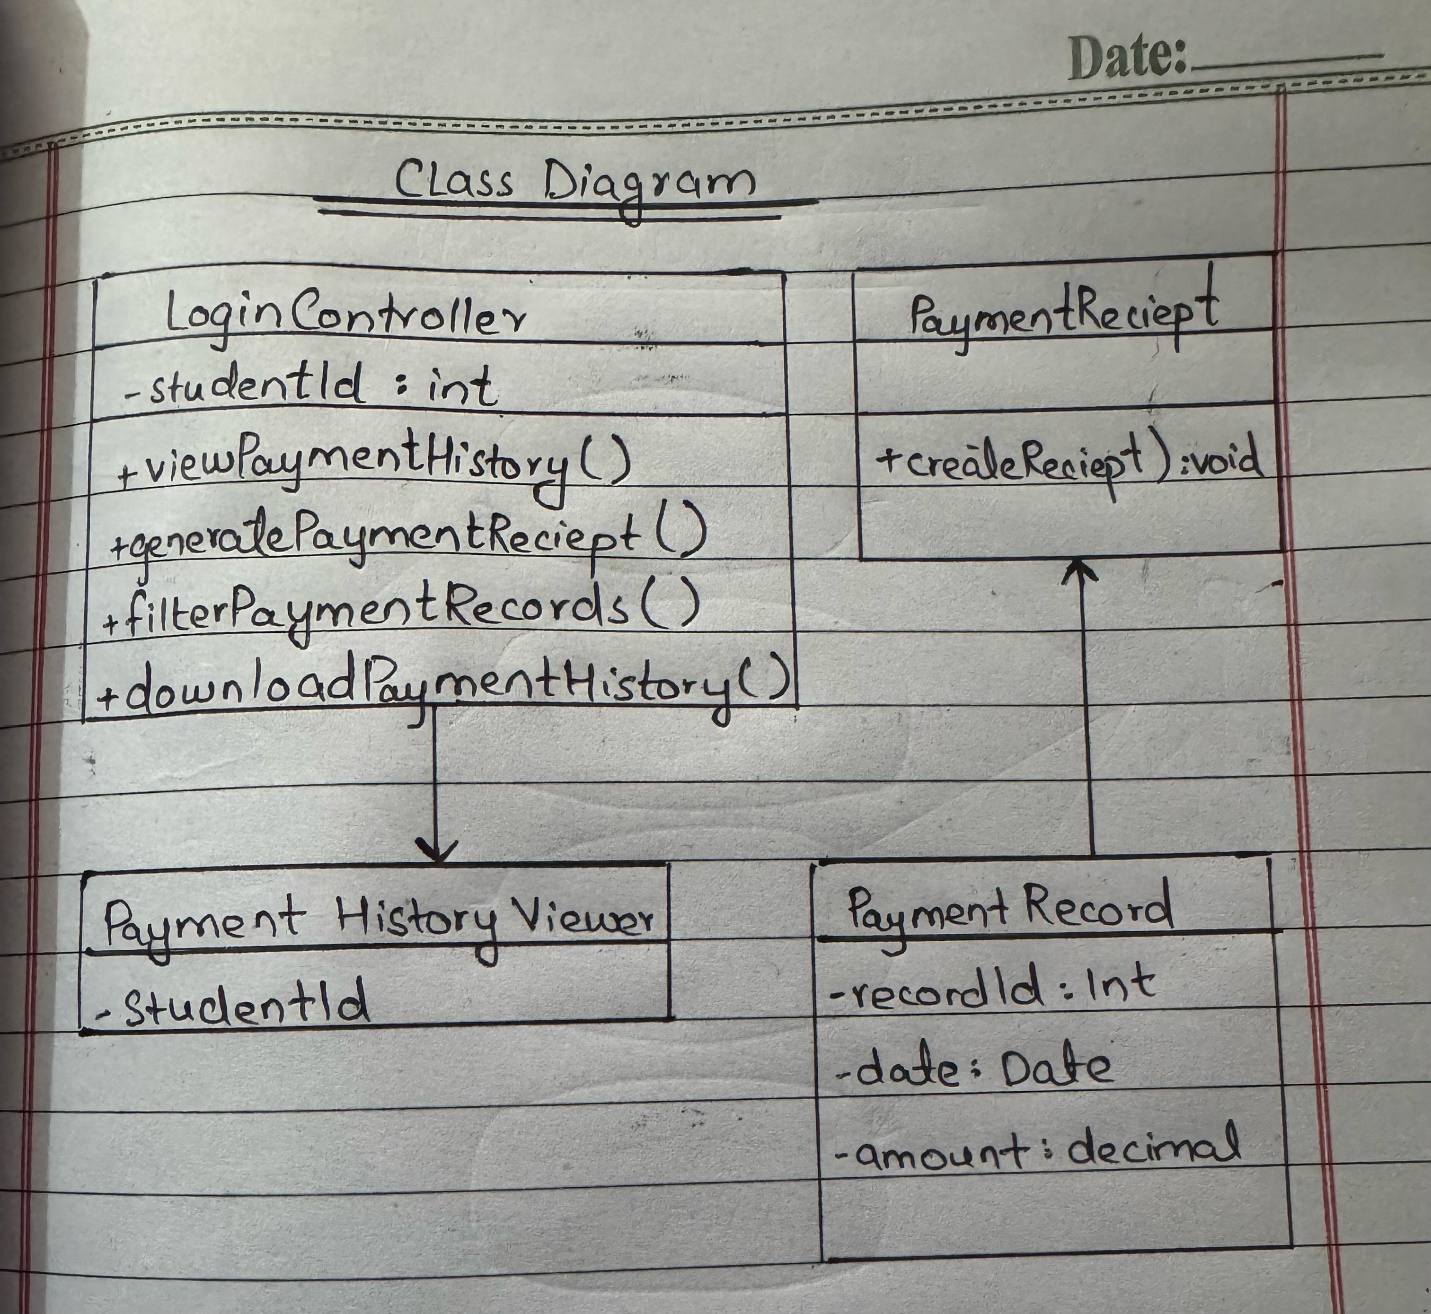 Date:
Class Diagram
LoginController
- studentId : int
+ viewPaymentHistory()
+generatePaymentReciept()
+filterPaymentRecords()
+downloadPaymentHistory()
PaymentReciept
+createReciept):void
Payment History Viewer
- StudentId
Payment Record
-recordId : Int
-date : Date
-amount : decimal